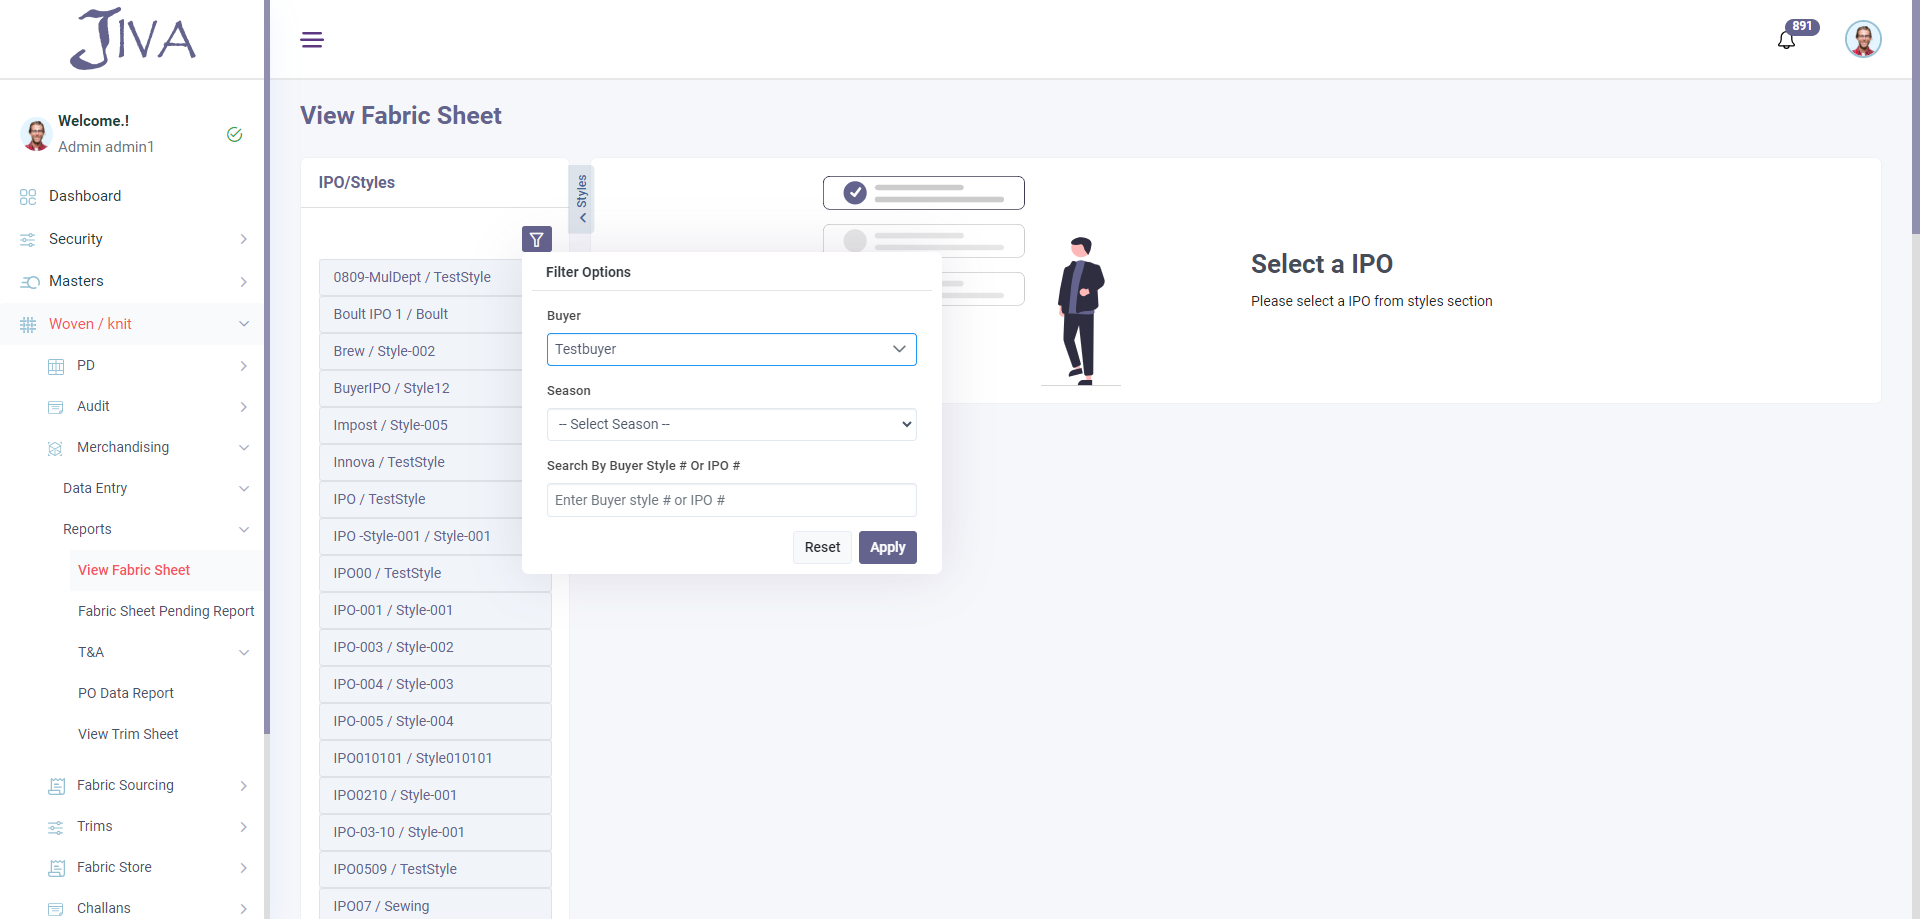 JIVA
891
Welcome.!
Admin admin1
Dashboard
Security
Masters
Woven / knit
PD
Audit
Merchandising
Data Entry
Reports
View Fabric Sheet
Fabric Sheet Pending Report
T&A
PO Data Report
View Trim Sheet
Fabric Sourcing
Trims
Fabric Store
Challans
View Fabric Sheet
IPO/Styles
Styles
0809-MulDept / TestStyle
Boult IPO 1 / Boult
Brew / Style-002
BuyerIPO / Style12
Impost / Style-005
Innova / TestStyle
IPO / TestStyle
IPO -Style-001 / Style-001
IPO00 / TestStyle
IPO-001 / Style-001
IPO-003 / Style-002
IPO-004 / Style-003
IPO-005 / Style-004
IPO010101 / Style010101
IPO0210 / Style-001
IPO-03-10 / Style-001
IPO0509 / TestStyle
IPO07 / Sewing
Filter Options
Buyer
Testbuyer
Season
-- Select Season --
Search By Buyer Style # Or IPO #
Enter Buyer style # or IPO #
Reset
Apply
Select a IPO
Please select a IPO from styles section